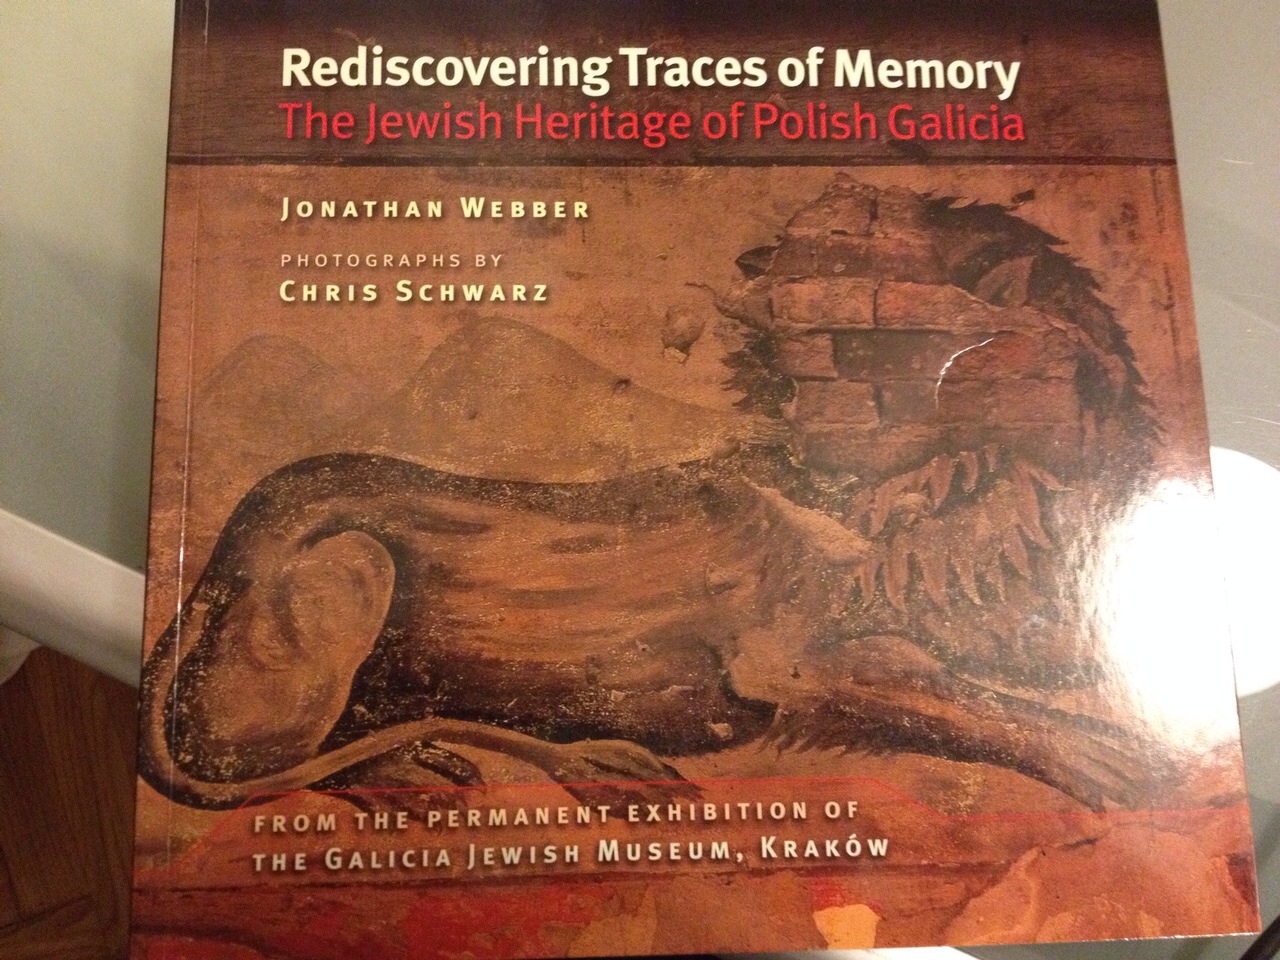 Rediscovering Traces of Memory
The Jewish Heritage of Polish Galicia
JONATHAN WEBBER
PHOTOGRAPHS BY
CHRIS SCHWARZ
FROM THE PERMANENT EXHIBITION OF
THE GALICIA JEWISH MUSEUM, KRAKÓW